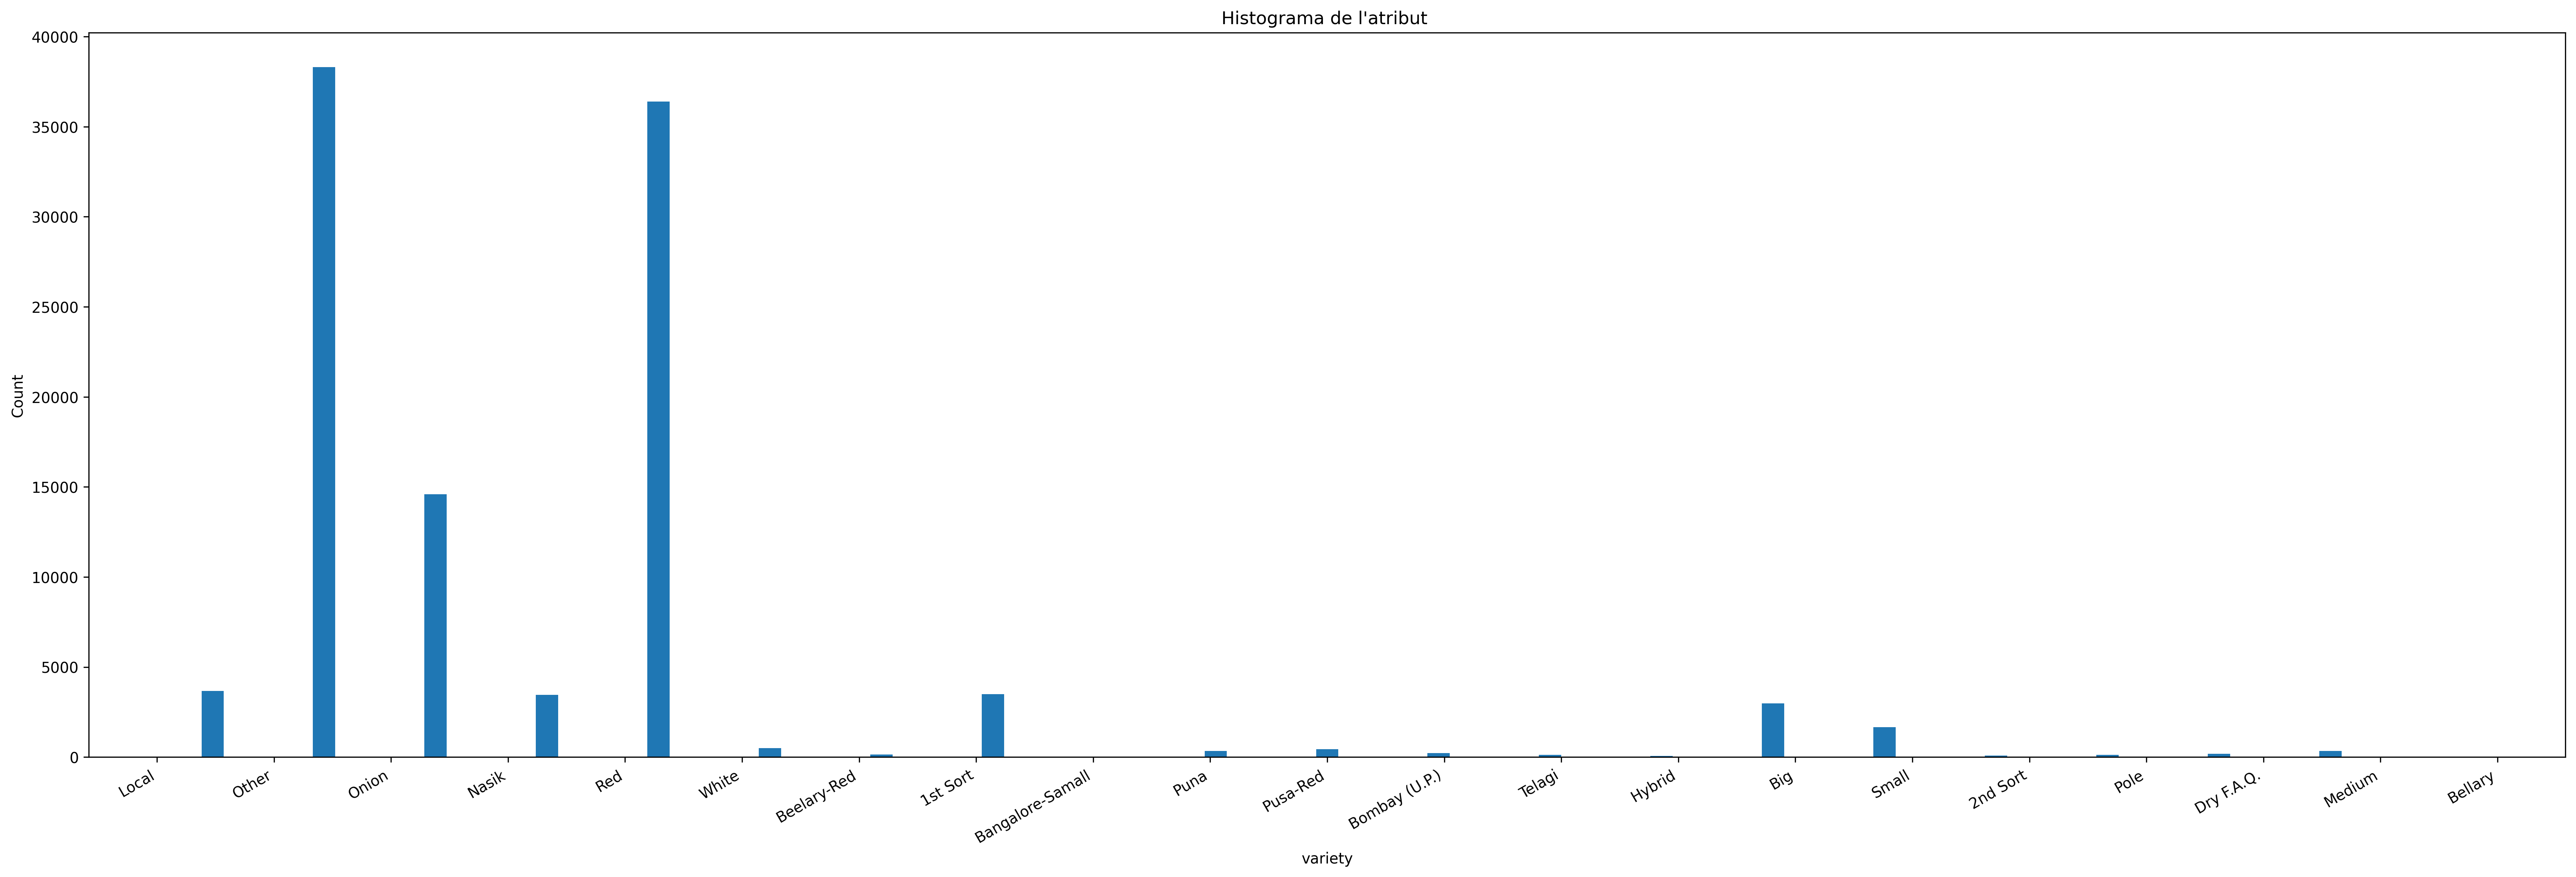 Histograma de l'atribut
40000
35000
30000
25000
20000
15000
10000
5000
0
Count
Local
Other
Onion
Nasik
Red
White
Beelary-Red
1st Sort
Bangalore-Samall
Puna
Pusa-Red
Bombay (U.P.)
Telagi
Hybrid
Big
Small
2nd Sort
Pole
Dry F.A.Q.
Medium
Bellary
variety